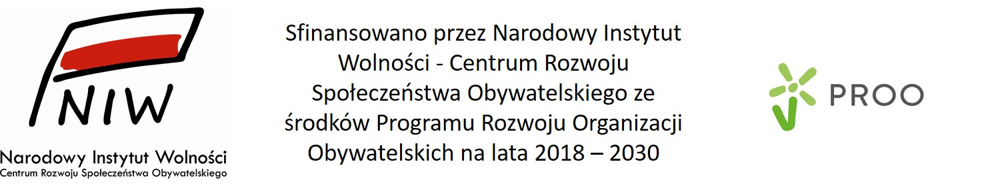 NIW
Narodowy Instytut Wolności
Centrum Rozwoju Społeczeństwa Obywatelskiego
Sfinansowano przez Narodowy Instytut
Wolności - Centrum Rozwoju
Społeczeństwa Obywatelskiego ze
środków Programu Rozwoju Organizacji
Obywatelskich na lata 2018 – 2030
PROO